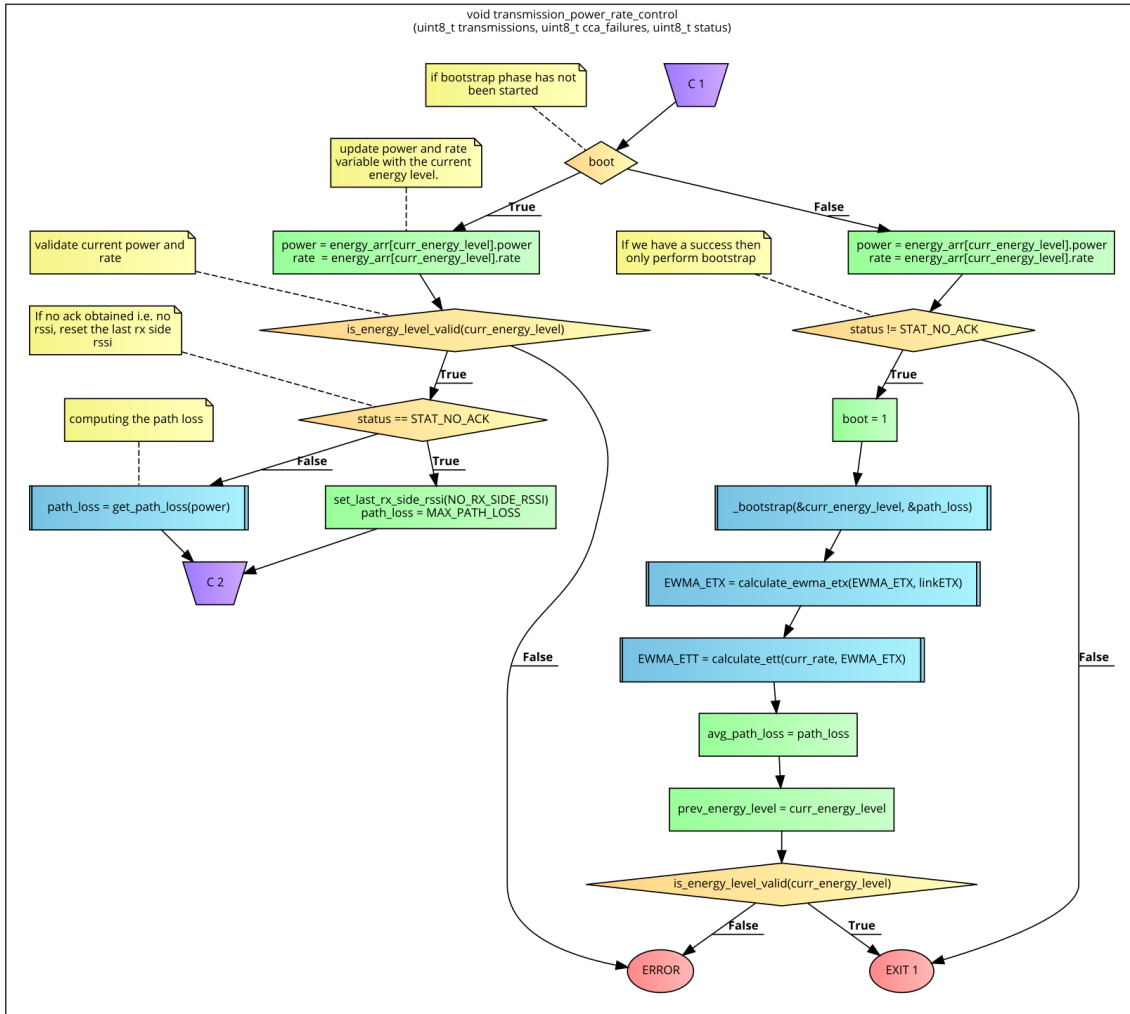 void transmission_power_rate_control
(uint8_t transmissions, uint8_t cca_failures, uint8_t status)
if bootstrap phase has not
been started
C 1
update power and rate
variable with the current
energy level.
boot
True
False
validate current power and
rate
power = energy_arr[curr_energy_level].power
rate  = energy_arr[curr_energy_level].rate
If we have a success then
only perform bootstrap
power = energy_arr[curr_energy_level].power
rate = energy_arr[curr_energy_level].rate
If no ack obtained i.e. no
rssi, reset the last rx side
rssi
is_energy_level_valid(curr_energy_level)
status != STAT_NO_ACK
True
True
computing the path loss
status == STAT_NO_ACK
boot = 1
False
True
path_loss = get_path_loss(power)
set_last_rx_side_rssi(NO_RX_SIDE_RSSI)
path_loss = MAX_PATH_LOSS
_bootstrap(&curr_energy_level, &path_loss)
C 2
EWMA_ETX = calculate_ewma_etx(EWMA_ETX, linkETX)
False
EWMA_ETT = calculate_ett(curr_rate, EWMA_ETX)
False
avg_path_loss = path_loss
prev_energy_level = curr_energy_level
is_energy_level_valid(curr_energy_level)
False
True
ERROR
EXIT 1